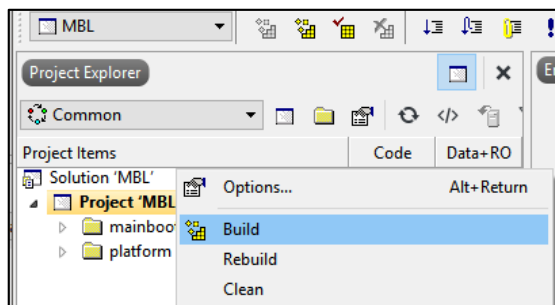 MBL
Project Explorer
Common
Project Items Code Data+RO
Solution 'MBL'
Options... Alt+Return
Project 'MBL
Build
platform
Rebuild
Clean